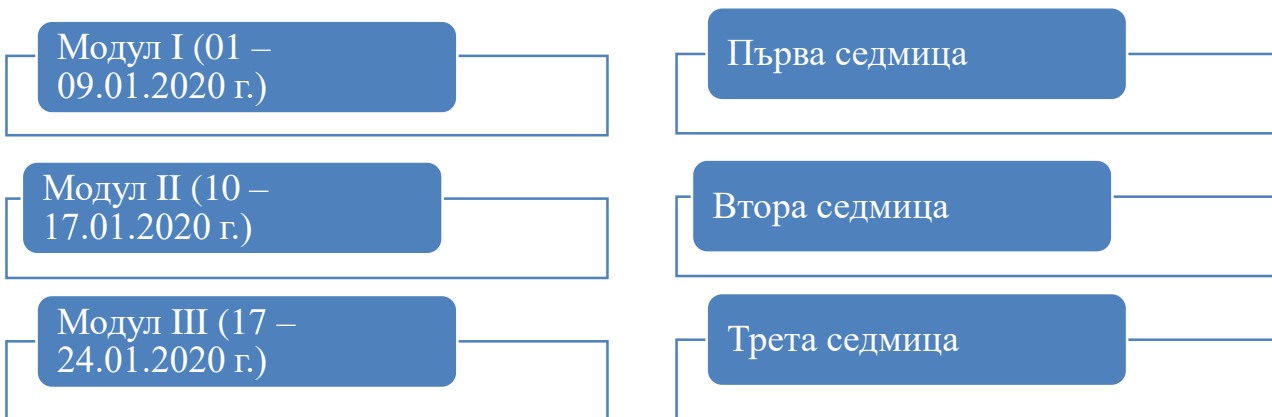 Модул I (01 –
09.01.2020 г.)
Първа седмица
Модул II (10 –
17.01.2020 г.)
Втора седмица
Модул III (17 –
24.01.2020 г.)
Трета седмица